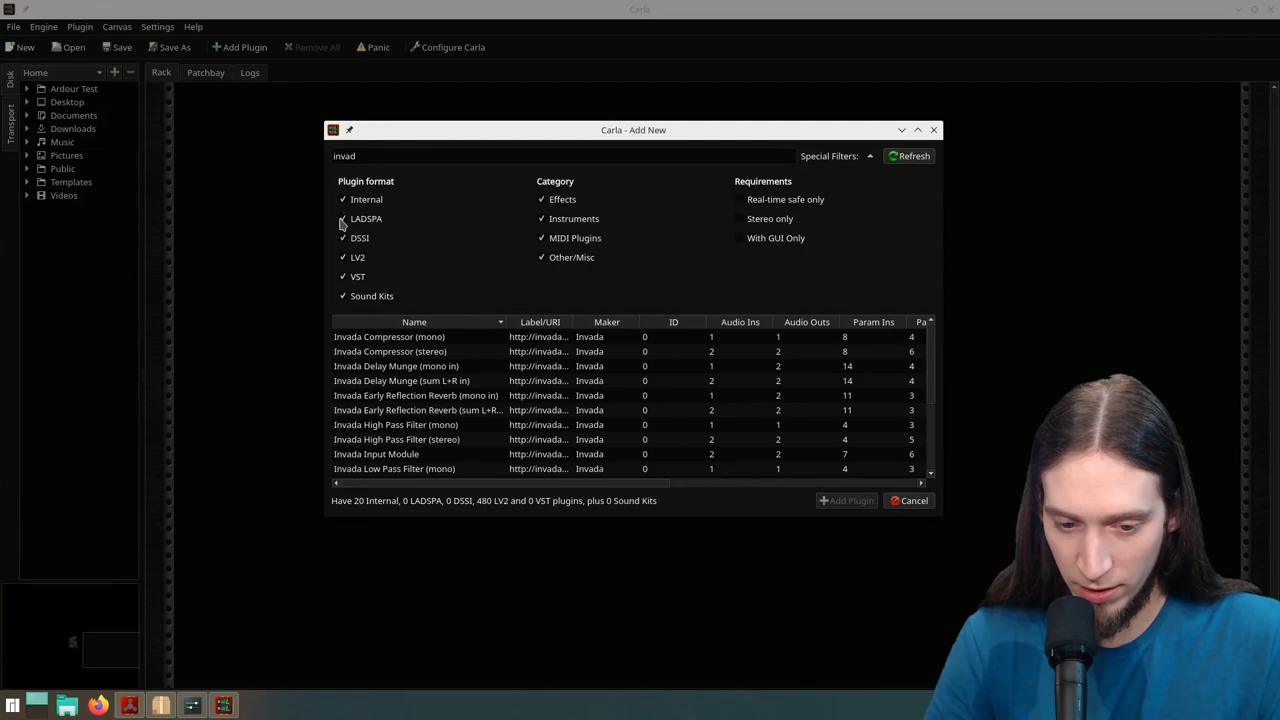 Carla
File Engine Plugin Canvas Settings Help
New Open Save Save As Add Plugin Remove All Panic Configure Carla
Disk
Transport
Home
Ardour Test
Desktop
Documents
Downloads
Music
Pictures
Public
Templates
Videos
Rack Patchbay Logs
Carla - Add New
invad Special Filters: Refresh
Plugin format Category Requirements
Internal Effects Real-time safe only
LADSPA Instruments Stereo only
DSSI MIDI Plugins With GUI Only
LV2 Other/Misc
VST
Sound Kits
Name Label/URI Maker ID Audio Ins Audio Outs Param Ins Pa
Invada Compressor (mono) http://invada... Invada 0 1 1 8 4
Invada Compressor (stereo) http://invada... Invada 0 2 2 8 6
Invada Delay Munge (mono in) http://invada... Invada 0 1 2 14 4
Invada Delay Munge (sum L+R in) http://invada... Invada 0 2 2 14 4
Invada Early Reflection Reverb (mono in) http://invada... Invada 0 1 2 11 3
Invada Early Reflection Reverb (sum L+R... http://invada... Invada 0 2 2 11 3
Invada High Pass Filter (mono) http://invada... Invada 0 1 1 4 3
Invada High Pass Filter (stereo) http://invada... Invada 0 2 2 4 5
Invada Input Module http://invada... Invada 0 2 2 7 6
Invada Low Pass Filter (mono) http://invada... Invada 0 1 1 4 3
Have 20 Internal, 0 LADSPA, 0 DSSI, 480 LV2 and 0 VST plugins, plus 0 Sound Kits Add Plugin Cancel